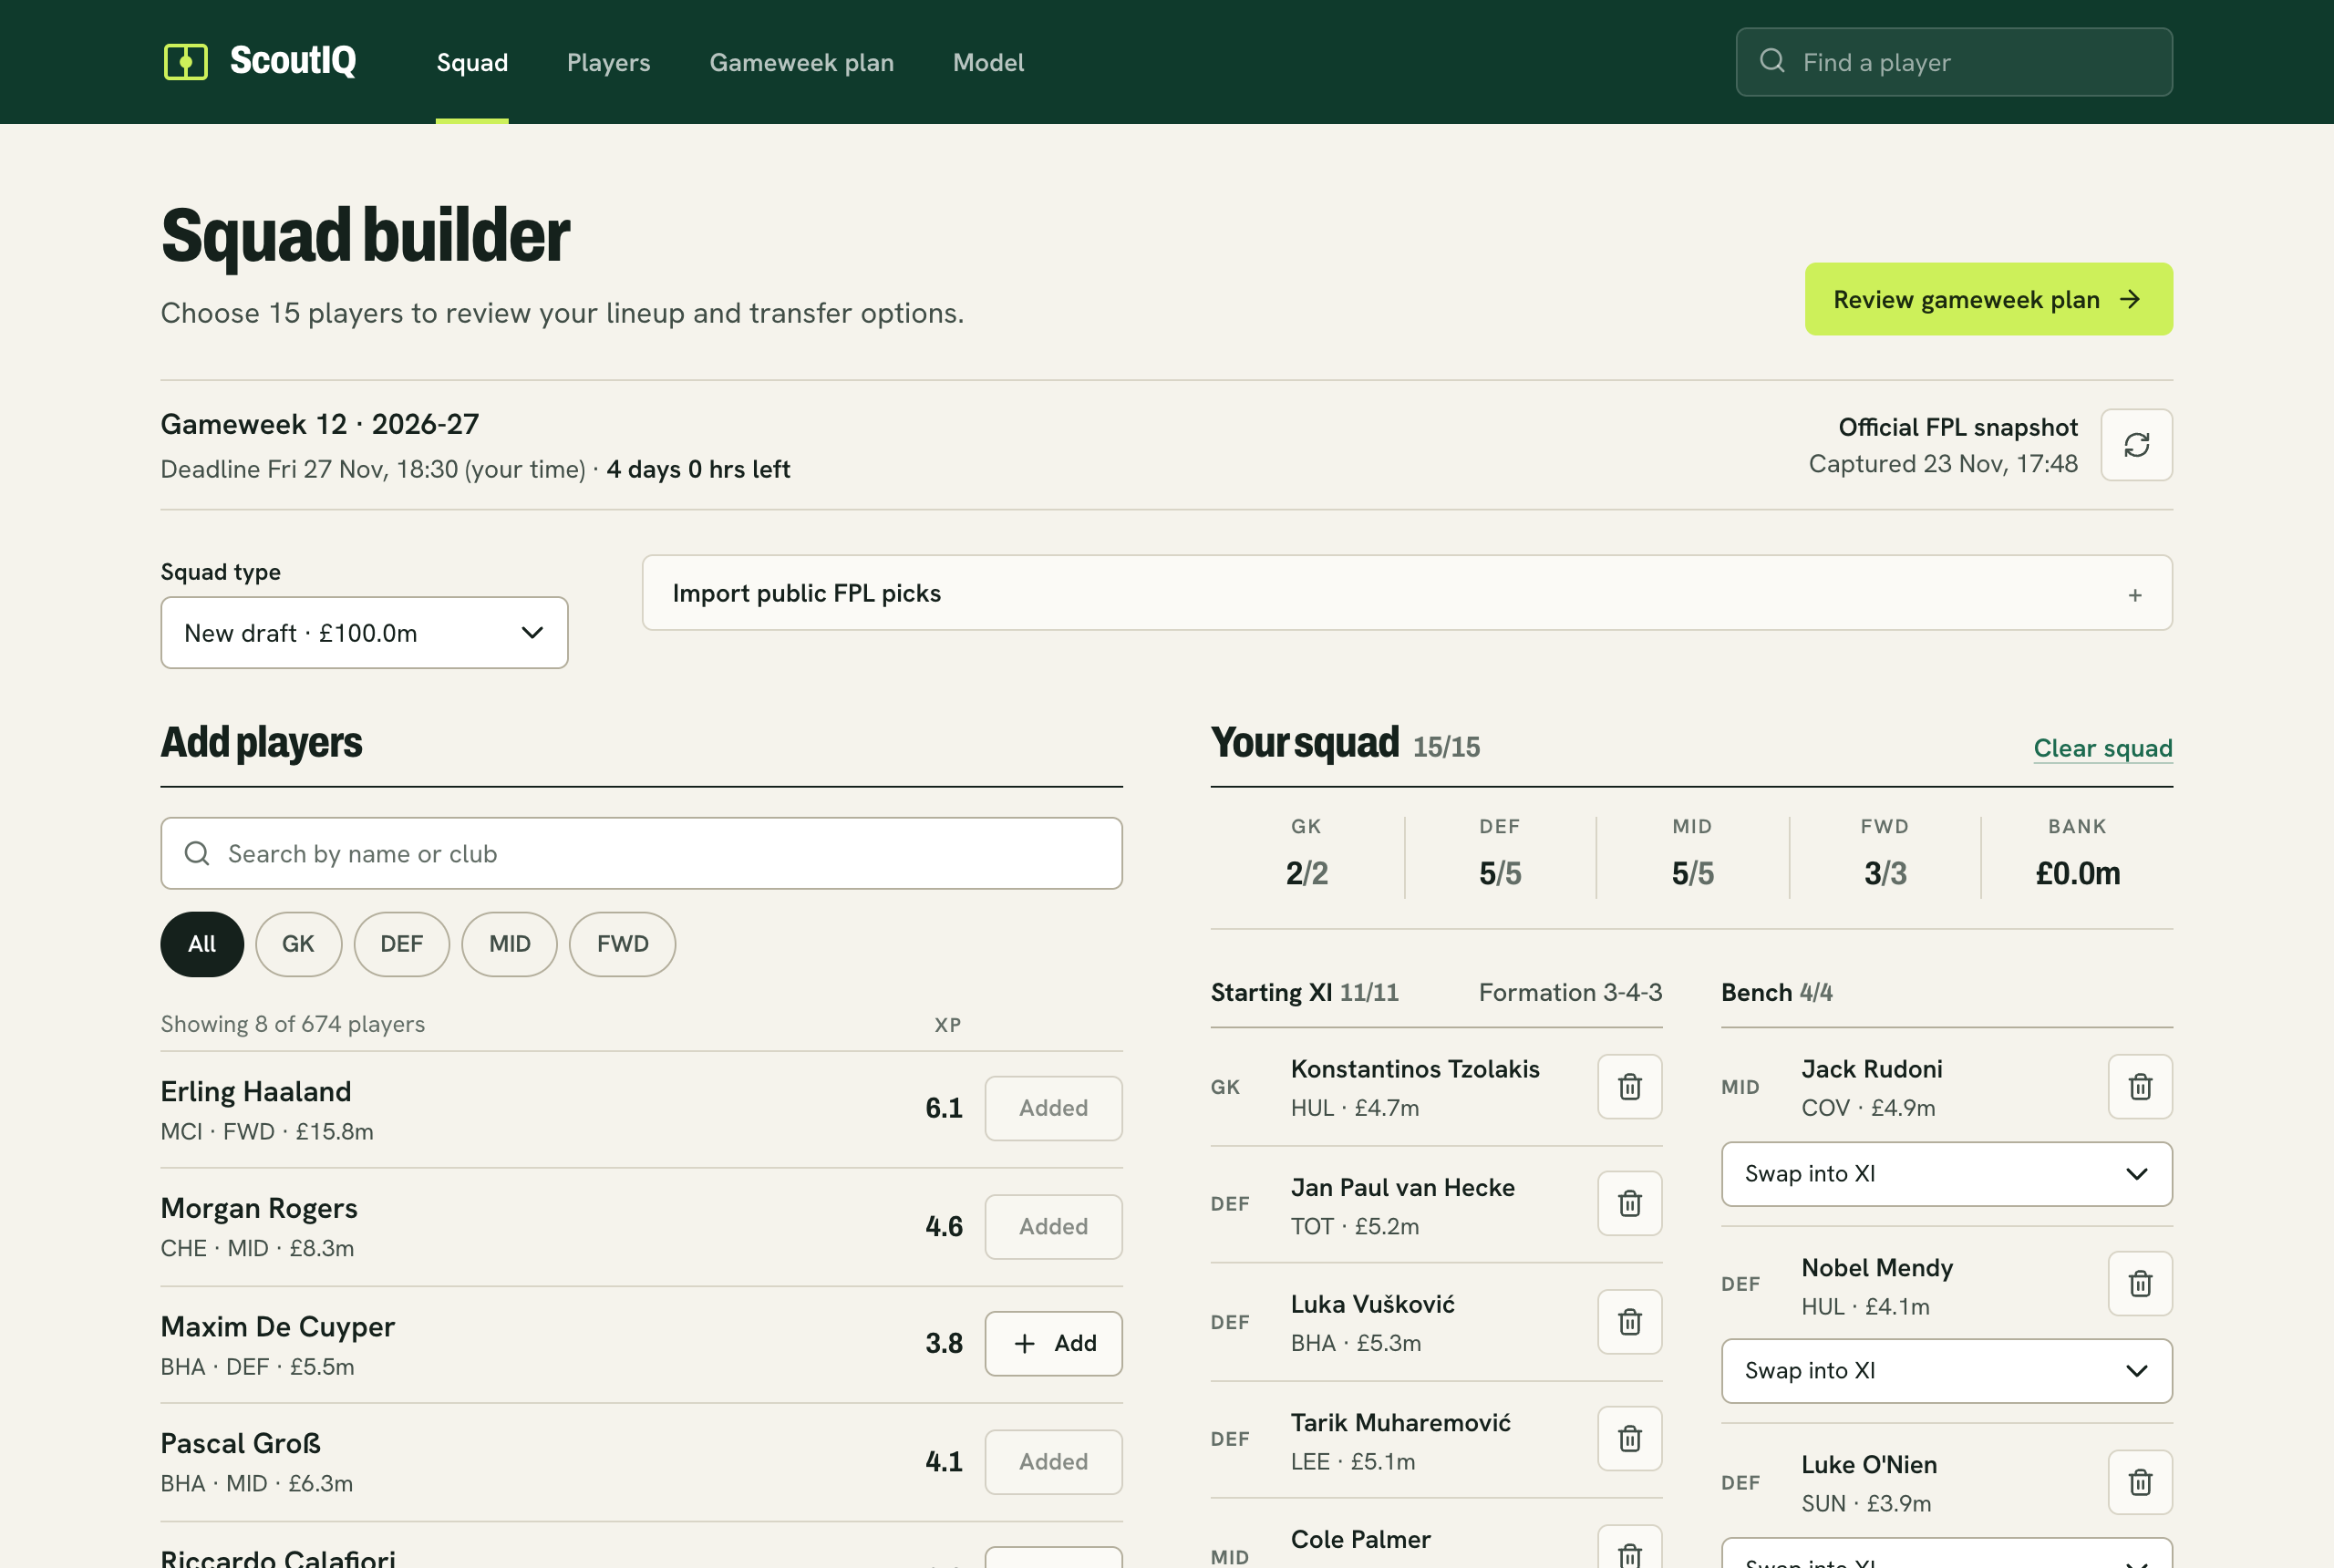 ScoutIQ
Squad
Players
Gameweek plan
Model
Find a player
Squad builder
Choose 15 players to review your lineup and transfer options.
Review gameweek plan
Gameweek 12 · 2026-27
Deadline Fri 27 Nov, 18:30 (your time) · 4 days 0 hrs left
Official FPL snapshot
Captured 23 Nov, 17:48
Squad type
New draft · £100.0m
Import public FPL picks
+
Add players
Search by name or club
All
GK
DEF
MID
FWD
Showing 8 of 674 players
XP
Erling Haaland
MCI · FWD · £15.8m
6.1
Added
Morgan Rogers
CHE · MID · £8.3m
4.6
Added
Maxim De Cuyper
BHA · DEF · £5.5m
3.8
+ Add
Pascal Groß
BHA · MID · £6.3m
4.1
Added
Riccardo Calafiori
Your squad 15/15
Clear squad
GK
2/2
DEF
5/5
MID
5/5
FWD
3/3
BANK
£0.0m
Starting XI 11/11
Formation 3-4-3
GK
Konstantinos Tzolakis
HUL · £4.7m
DEF
Jan Paul van Hecke
TOT · £5.2m
DEF
Luka Vušković
BHA · £5.3m
DEF
Tarik Muharemović
LEE · £5.1m
MID
Cole Palmer
Bench 4/4
MID
Jack Rudoni
COV · £4.9m
Swap into XI
DEF
Nobel Mendy
HUL · £4.1m
Swap into XI
DEF
Luke O'Nien
SUN · £3.9m
Swap into XI